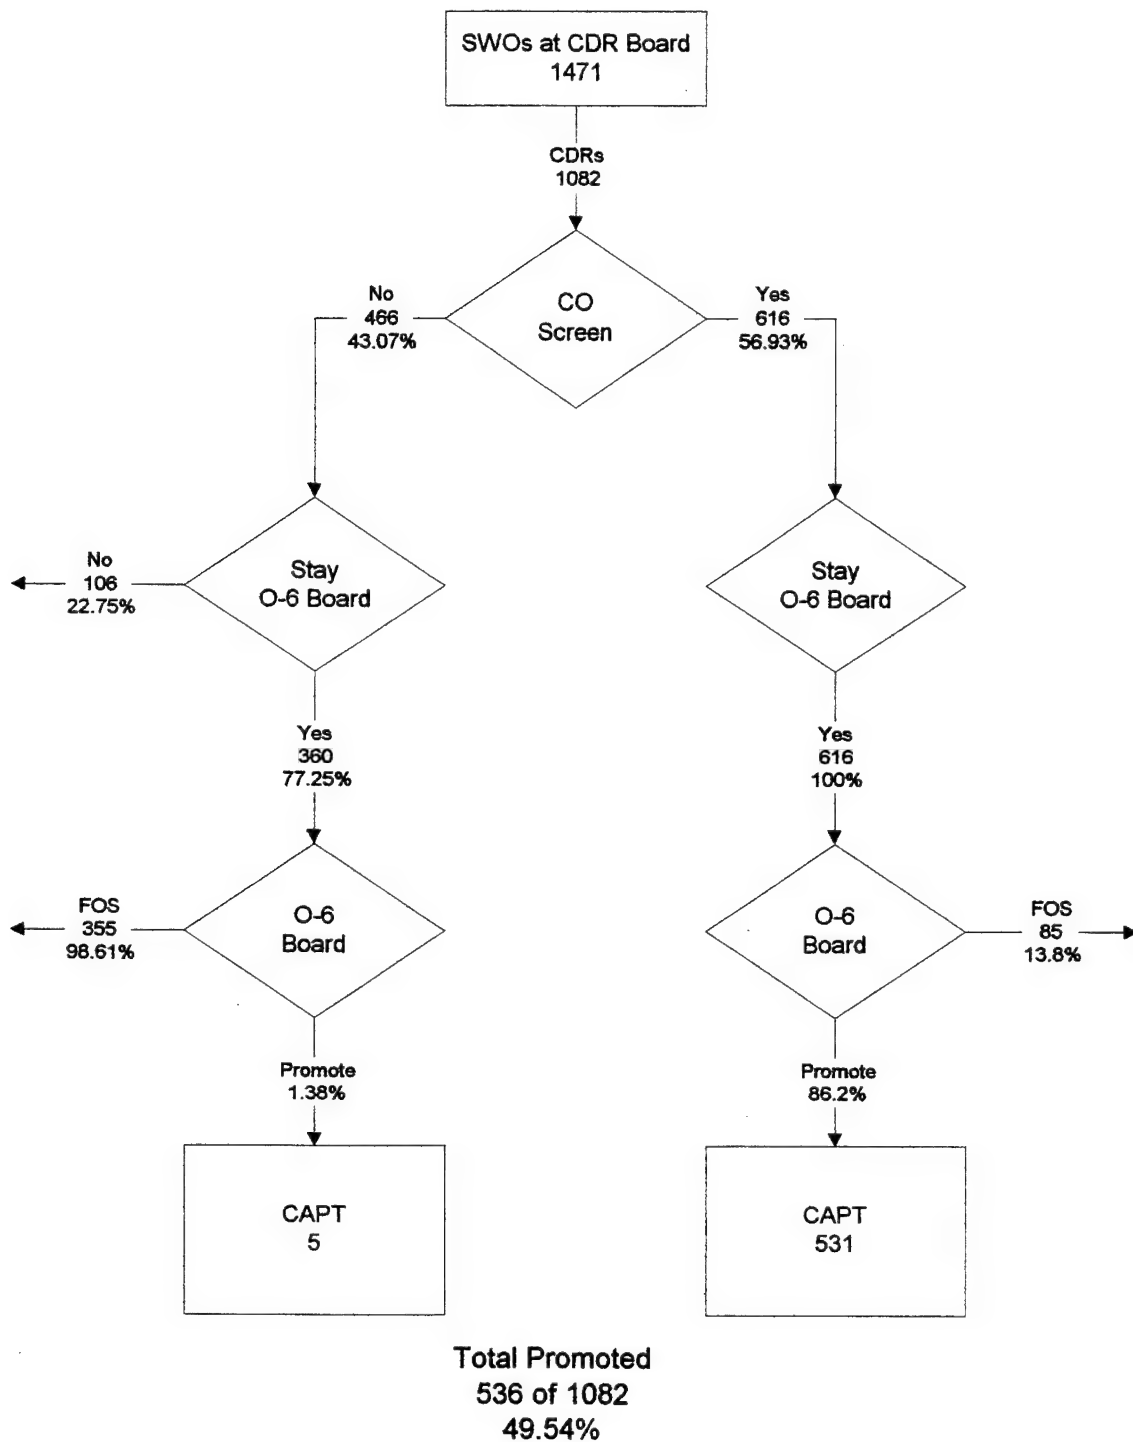 SWOs at CDR Board
1471
CDRs
1082
CO
Screen
No
466
43.07%
Yes
616
56.93%
Stay
O-6 Board
No
106
22.75%
Stay
O-6 Board
Yes
360
77.25%
Yes
616
100%
O-6
Board
FOS
355
98.61%
O-6
Board
FOS
85
13.8%
Promote
1.38%
Promote
86.2%
CAPT
5
CAPT
531
Total Promoted
536 of 1082
49.54%